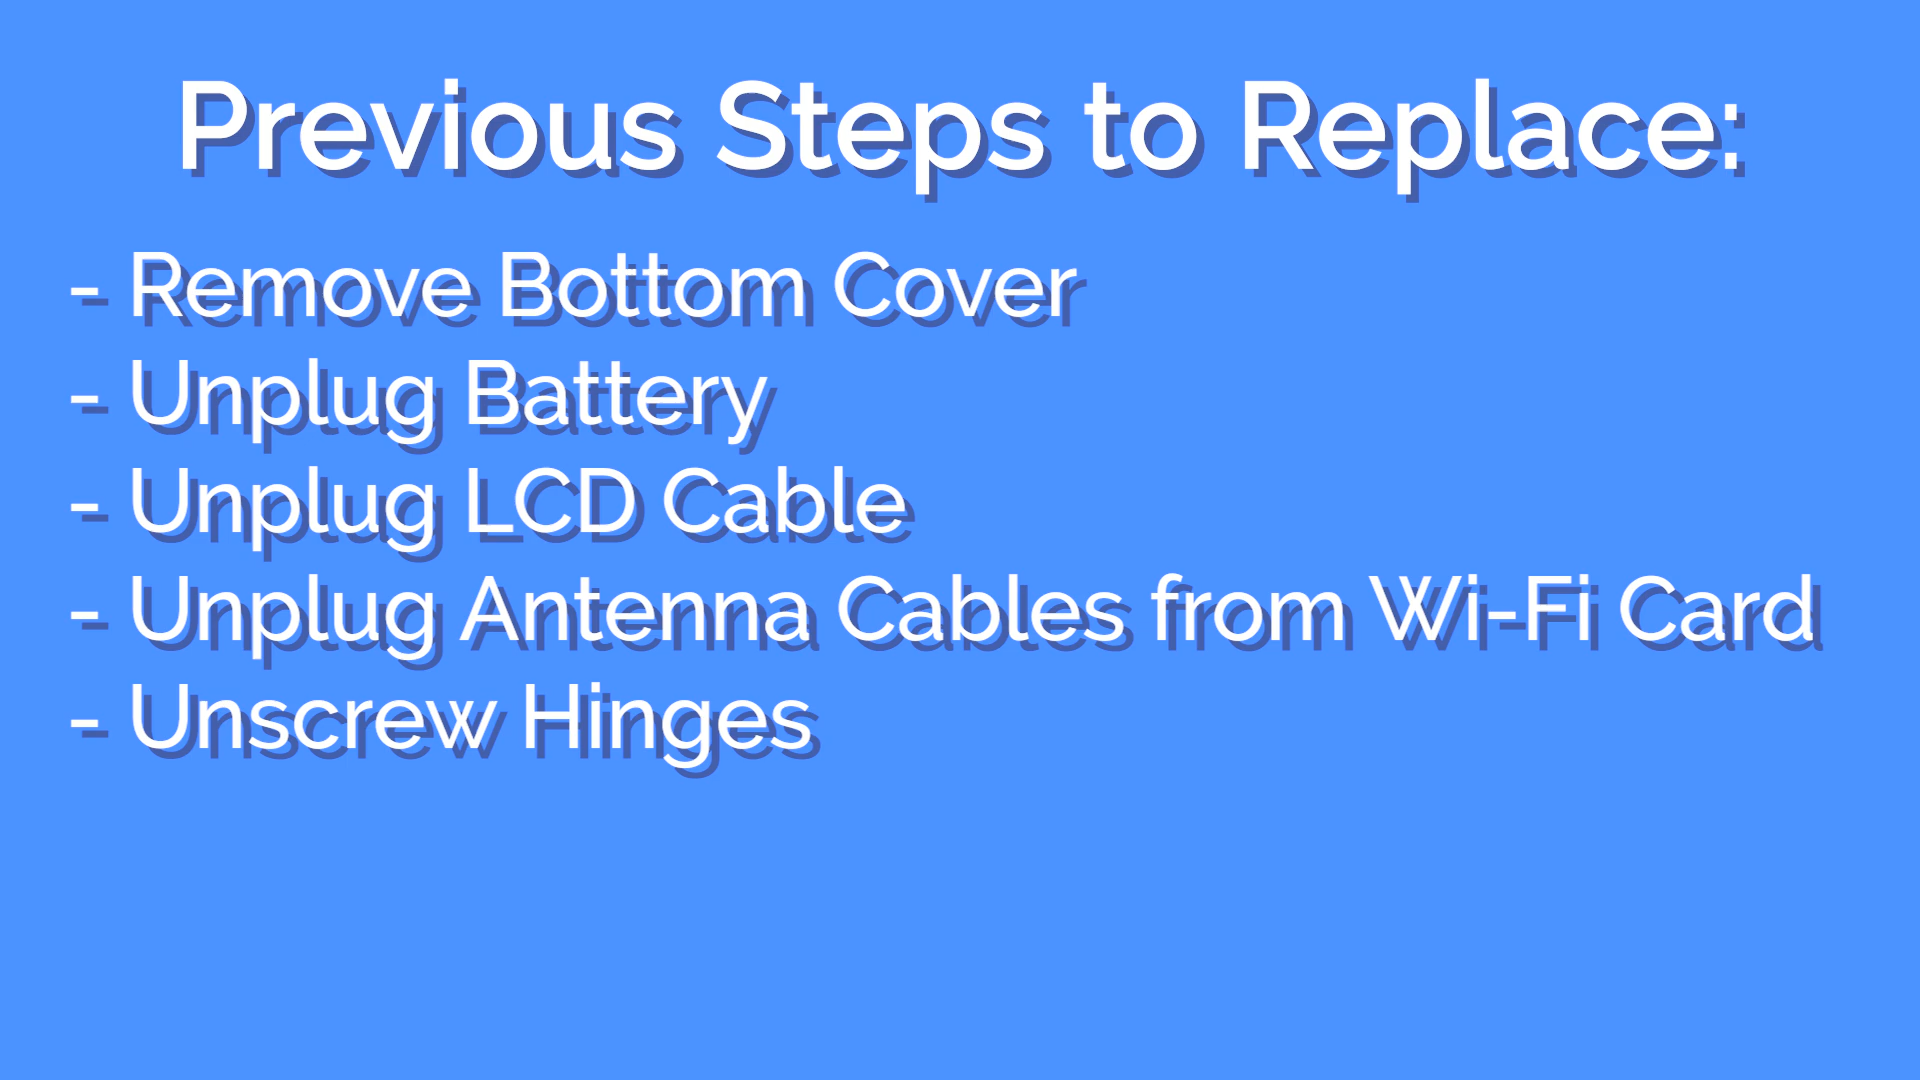 Previous Steps to Replace:
- Remove Bottom Cover
- Unplug Battery
- Unplug LCD Cable
- Unplug Antenna Cables from Wi-Fi Card
- Unscrew Hinges